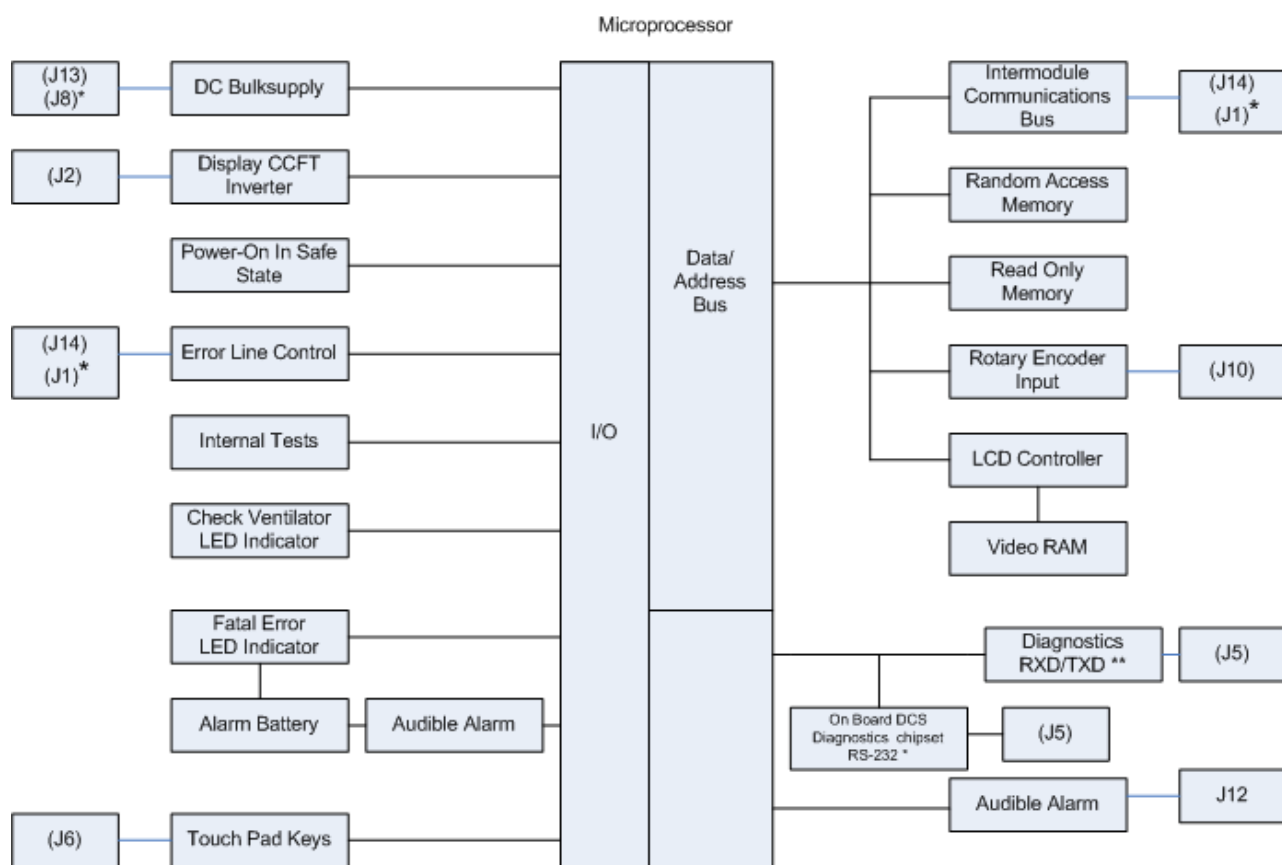 Microprocessor
(J13)
(J8)*
DC Bulksupply
(J2)
Display CCFT
Inverter
Power-On In Safe
State
(J14)
(J1)*
Error Line Control
Internal Tests
Check Ventilator
LED Indicator
Fatal Error
LED Indicator
Alarm Battery
Audible Alarm
(J6)
Touch Pad Keys
I/O
Data/
Address
Bus
Intermodule
Communications
Bus
(J14)
(J1)*
Random Access
Memory
Read Only
Memory
Rotary Encoder
Input
(J10)
LCD Controller
Video RAM
Diagnostics
RXD/TXD **
(J5)
On Board DCS
Diagnostics chipset
RS-232 *
(J5)
Audible Alarm
J12